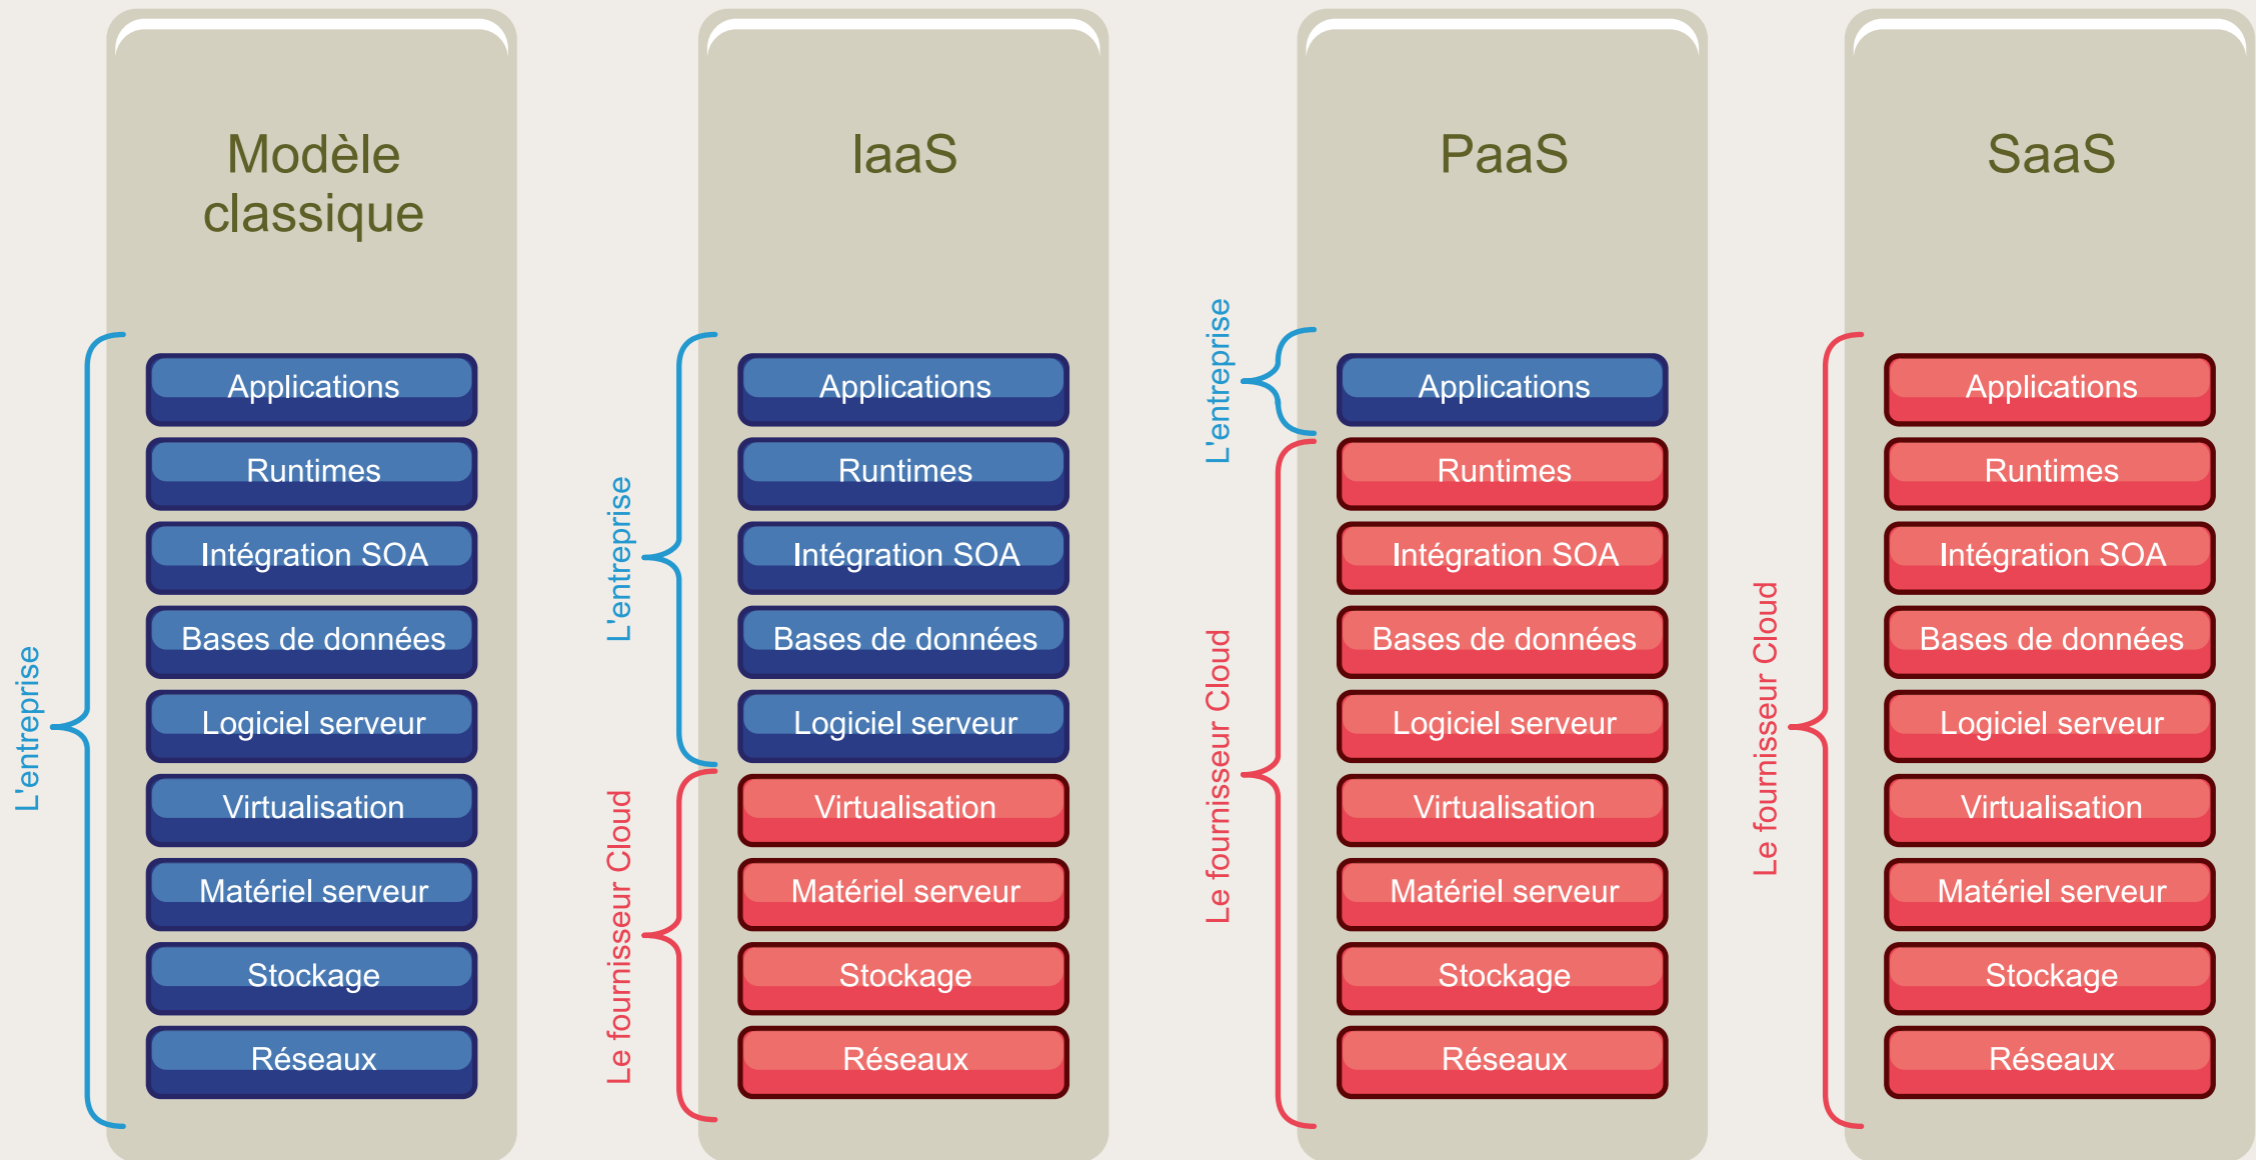 Modèle
classique
L'entreprise
Applications
Runtimes
Intégration SOA
Bases de données
Logiciel serveur
Virtualisation
Matériel serveur
Stockage
Réseaux
IaaS
L'entreprise
Le fournisseur Cloud
Applications
Runtimes
Intégration SOA
Bases de données
Logiciel serveur
Virtualisation
Matériel serveur
Stockage
Réseaux
PaaS
L'entreprise
Le fournisseur Cloud
Applications
Runtimes
Intégration SOA
Bases de données
Logiciel serveur
Virtualisation
Matériel serveur
Stockage
Réseaux
SaaS
Le fournisseur Cloud
Applications
Runtimes
Intégration SOA
Bases de données
Logiciel serveur
Virtualisation
Matériel serveur
Stockage
Réseaux